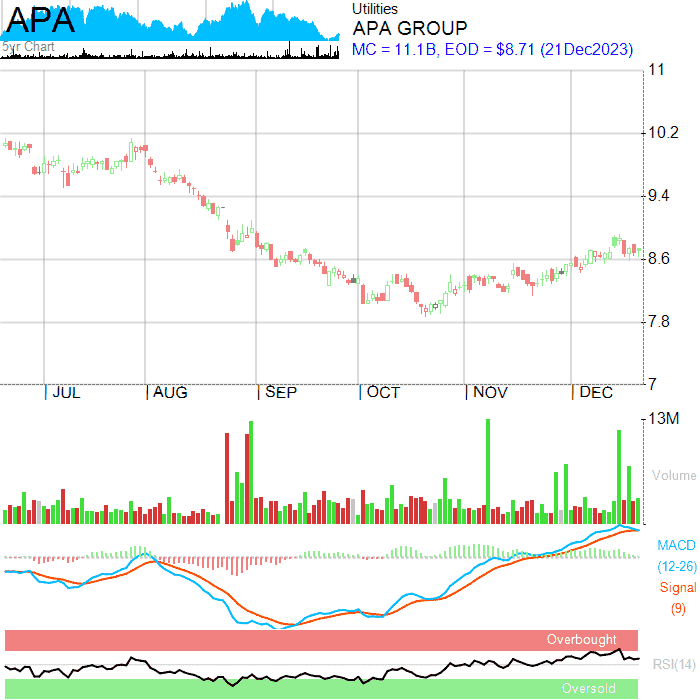 APA
5yr Chart
Utilities
APA GROUP
MC = 11.1B, EOD = $8.71 (21Dec2023)
11
10.2
9.4
8.6
7.8
7
| JUL | AUG | SEP | OCT | NOV | DEC
13M
Volume
MACD
(12-26)
Signal
(9)
Overbought
RSI(14)
Oversold